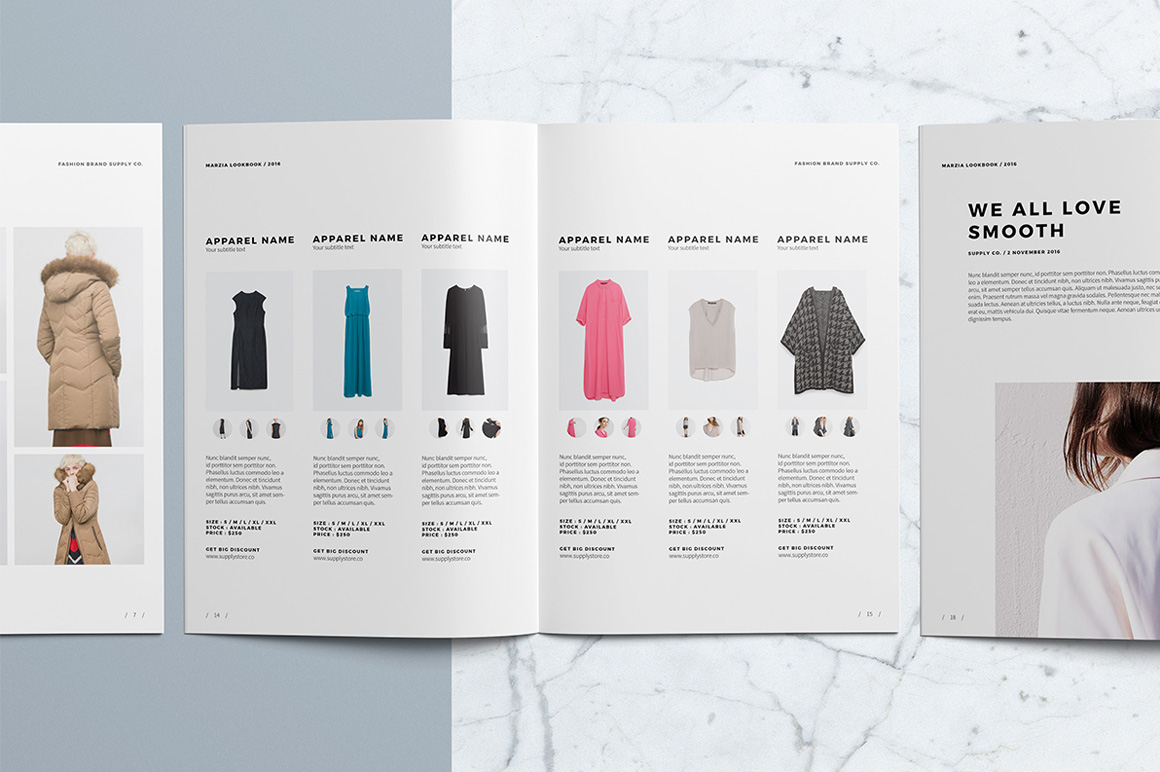 FASHION BRAND SUPPLY CO.
/ 7 /
MARZIA LOOKBOOK / 2016
APPAREL NAME
Your subtitle text
Nunc blandit semper nunc,
id porttitor sem porttitor non.
Phasellus luctus commodo leo a
elementum. Donec et tincidunt
nibh, non ultrices nibh. Vivamus
sagittis purus arcu, sit amet sem-
per tellus accumsan quis.
SIZE : S / M / L / XL / XXL
STOCK : AVAILABLE
PRICE : $250
GET BIG DISCOUNT
www.supplystore.co
APPAREL NAME
Your subtitle text
Nunc blandit semper nunc,
id porttitor sem porttitor non.
Phasellus luctus commodo leo a
elementum. Donec et tincidunt
nibh, non ultrices nibh. Vivamus
sagittis purus arcu, sit amet sem-
per tellus accumsan quis.
SIZE : S / M / L / XL / XXL
STOCK : AVAILABLE
PRICE : $250
GET BIG DISCOUNT
www.supplystore.co
APPAREL NAME
Your subtitle text
Nunc blandit semper nunc,
id porttitor sem porttitor non.
Phasellus luctus commodo leo a
elementum. Donec et tincidunt
nibh, non ultrices nibh. Vivamus
sagittis purus arcu, sit amet sem-
per tellus accumsan quis.
SIZE : S / M / L / XL / XXL
STOCK : AVAILABLE
PRICE : $250
GET BIG DISCOUNT
www.supplystore.co
/ 14 /
FASHION BRAND SUPPLY CO.
APPAREL NAME
Your subtitle text
Nunc blandit semper nunc,
id porttitor sem porttitor non.
Phasellus luctus commodo leo a
elementum. Donec et tincidunt
nibh, non ultrices nibh. Vivamus
sagittis purus arcu, sit amet sem-
per tellus accumsan quis.
SIZE : S / M / L / XL / XXL
STOCK : AVAILABLE
PRICE : $250
GET BIG DISCOUNT
www.supplystore.co
APPAREL NAME
Your subtitle text
Nunc blandit semper nunc,
id porttitor sem porttitor non.
Phasellus luctus commodo leo a
elementum. Donec et tincidunt
nibh, non ultrices nibh. Vivamus
sagittis purus arcu, sit amet sem-
per tellus accumsan quis.
SIZE : S / M / L / XL / XXL
STOCK : AVAILABLE
PRICE : $250
GET BIG DISCOUNT
www.supplystore.co
APPAREL NAME
Your subtitle text
Nunc blandit semper nunc,
id porttitor sem porttitor non.
Phasellus luctus commodo leo a
elementum. Donec et tincidunt
nibh, non ultrices nibh. Vivamus
sagittis purus arcu, sit amet sem-
per tellus accumsan quis.
SIZE : S / M / L / XL / XXL
STOCK : AVAILABLE
PRICE : $250
GET BIG DISCOUNT
www.supplystore.co
/ 15 /
MARZIA LOOKBOOK / 2016
WE ALL LOVE
SMOOTH
SUPPLY CO. / 2 NOVEMBER 2016
Nunc blandit semper nunc, id porttitor sem porttitor non. Phasellus luctus
leo a elementum. Donec et tincidunt nibh, non ultrices nibh. Vivamus
arcu, sit amet semper tellus accumsan quis. Aliquam ut malesuada justo, nec
enim. Praesent rutrum massa vel magna gravida sodales. Pellentesque
suada lectus. Aenean at ultricies tellus, a luctus nibh. Nulla ante neque,
erat eu, mattis vehicula dui. Quisque vitae fermentum neque. Aenean ultrices
dignissim tempus.
/ 18 /